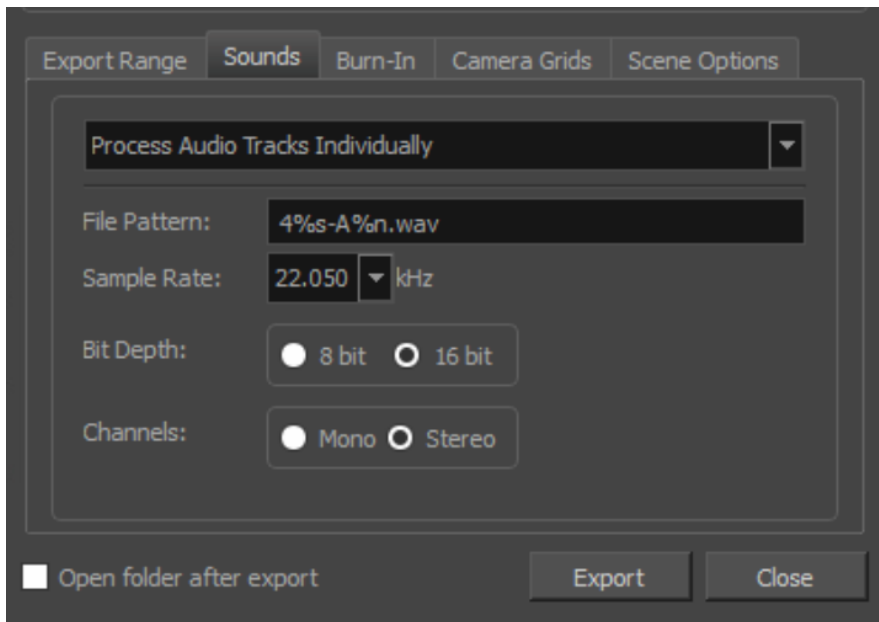 Export Range Sounds Burn-In Camera Grids Scene Options
Process Audio Tracks Individually
File Pattern: 4%s-A%n.wav
Sample Rate: 22.050 kHz
Bit Depth: 8 bit 16 bit
Channels: Mono Stereo
Open folder after export Export Close